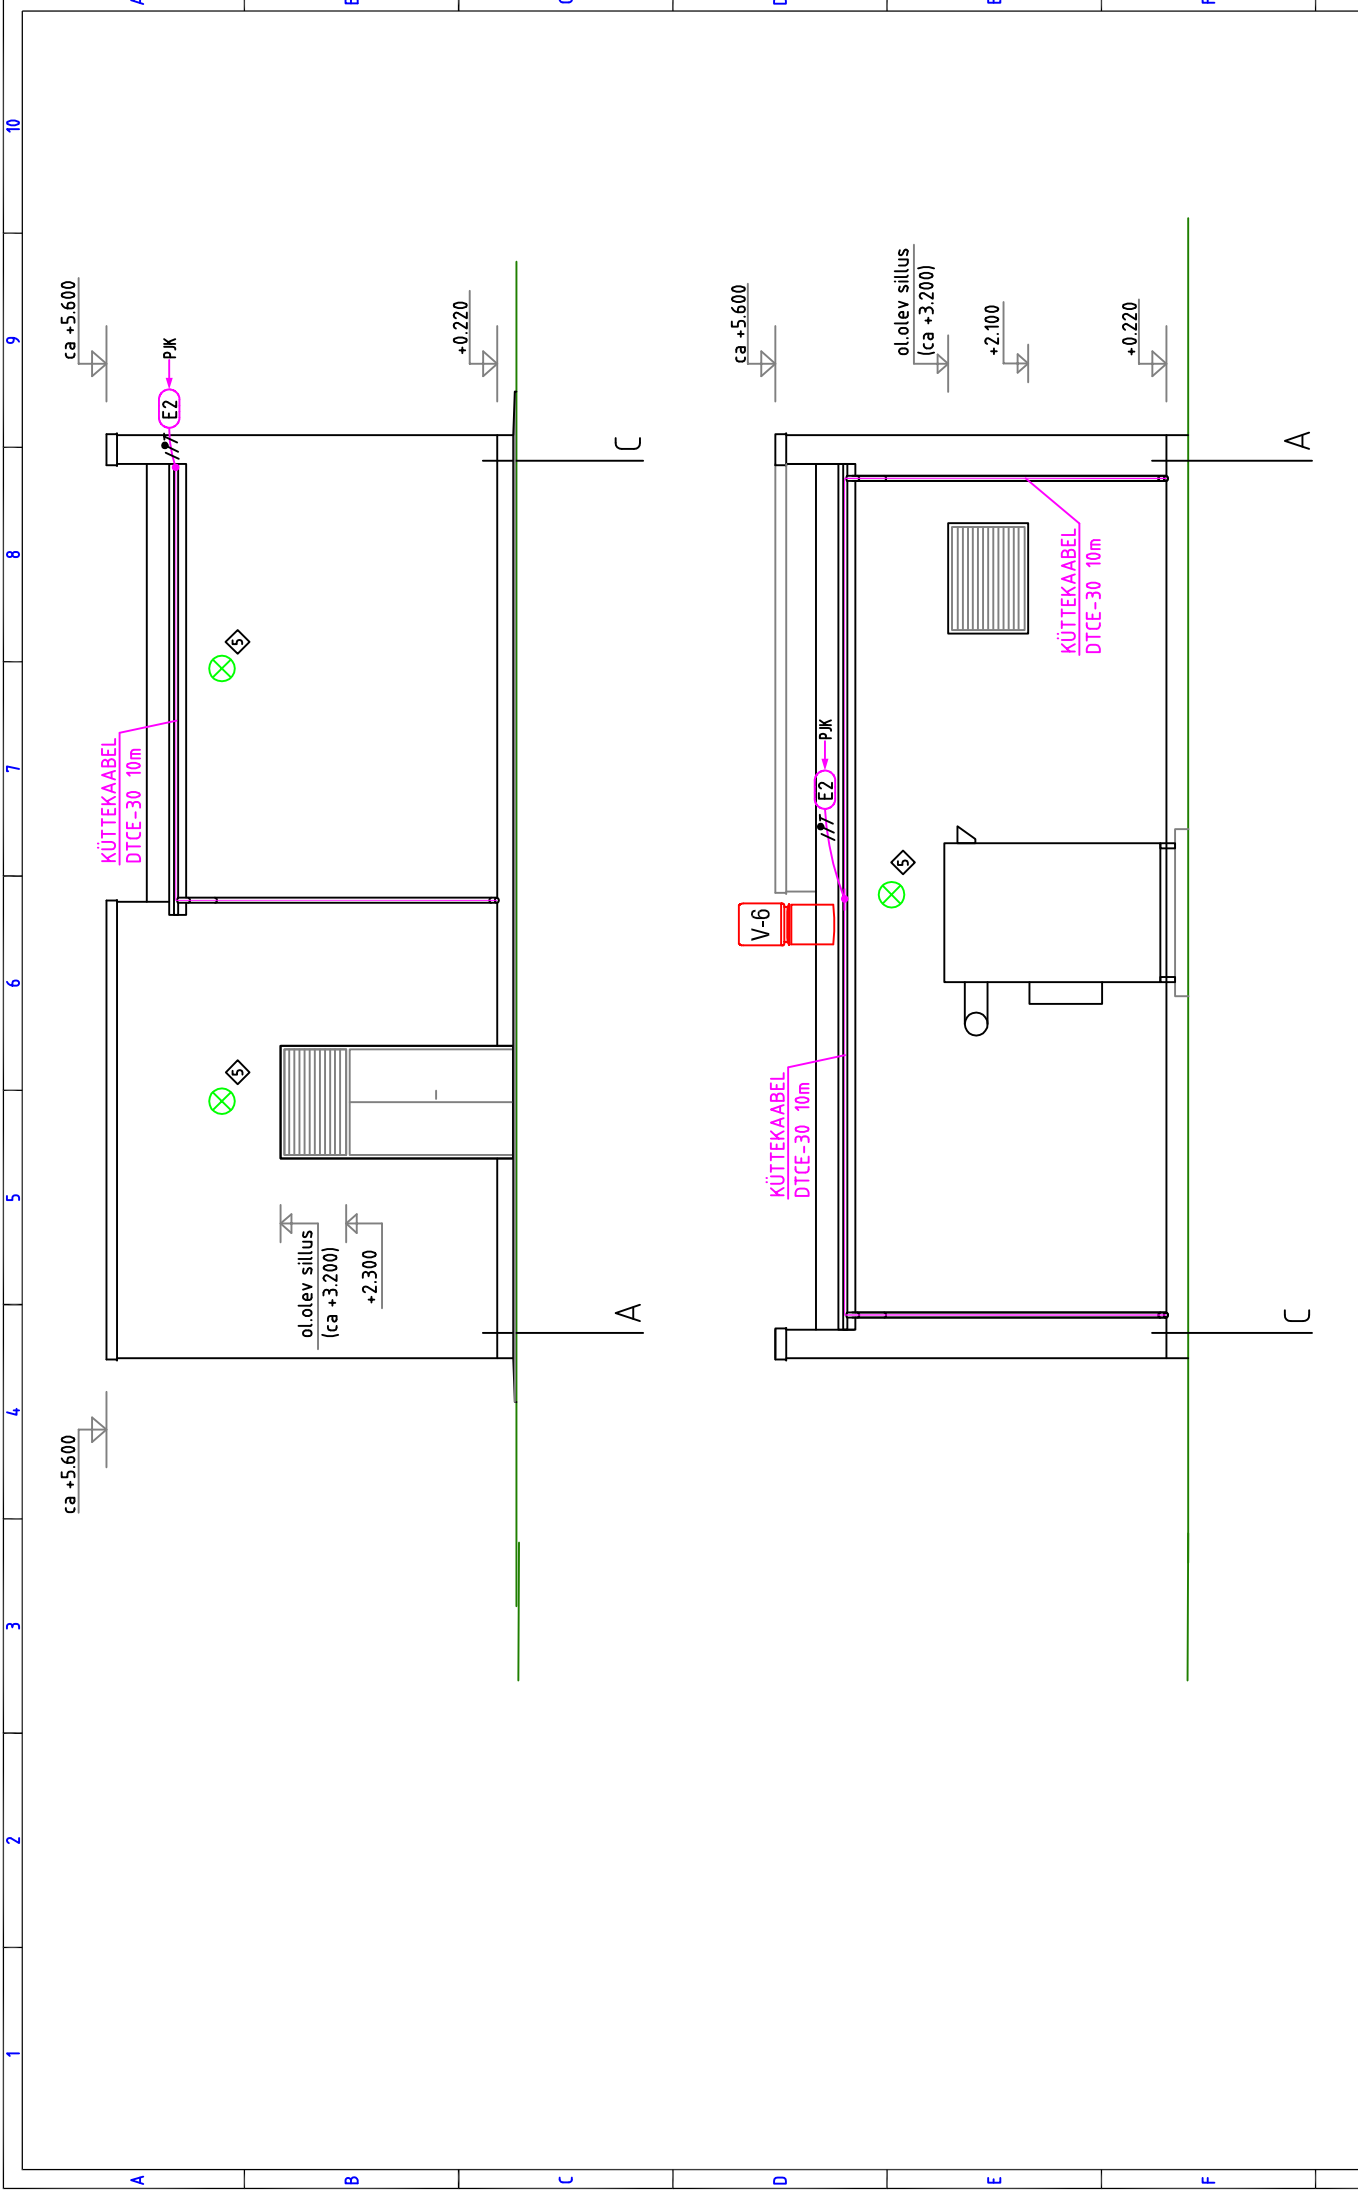 1
2
3
4
5
6
7
8
9
10
A
B
C
D
E
F
A
B
C
D
E
F
ca +5.600
ol.olev sillus
(ca +3.200)
+2.300
5
KÜTTEKAABEL
DTCE-30 10m
5
E2
PJK
ca +5.600
+0.220
A
C
KÜTTEKAABEL
DTCE-30 10m
V-6
5
E2
PJK
KÜTTEKAABEL
DTCE-30 10m
ca +5.600
ol.olev sillus
(ca +3.200)
+2.100
+0.220
C
A